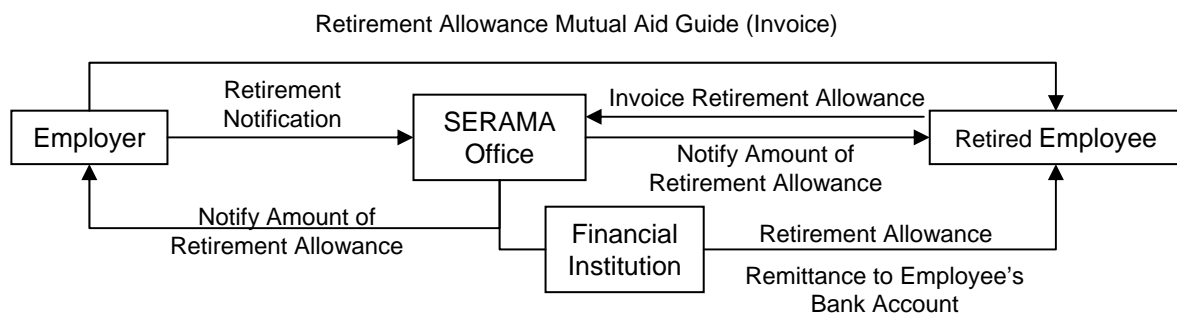 Retirement Allowance Mutual Aid Guide (Invoice)
Retirement
Notification
Invoice Retirement Allowance
Employer
SERAMA
Office
Retired Employee
Notify Amount of
Retirement Allowance
Notify Amount of
Retirement Allowance
Financial
Institution
Retirement Allowance
Remittance to Employee’s
Bank Account